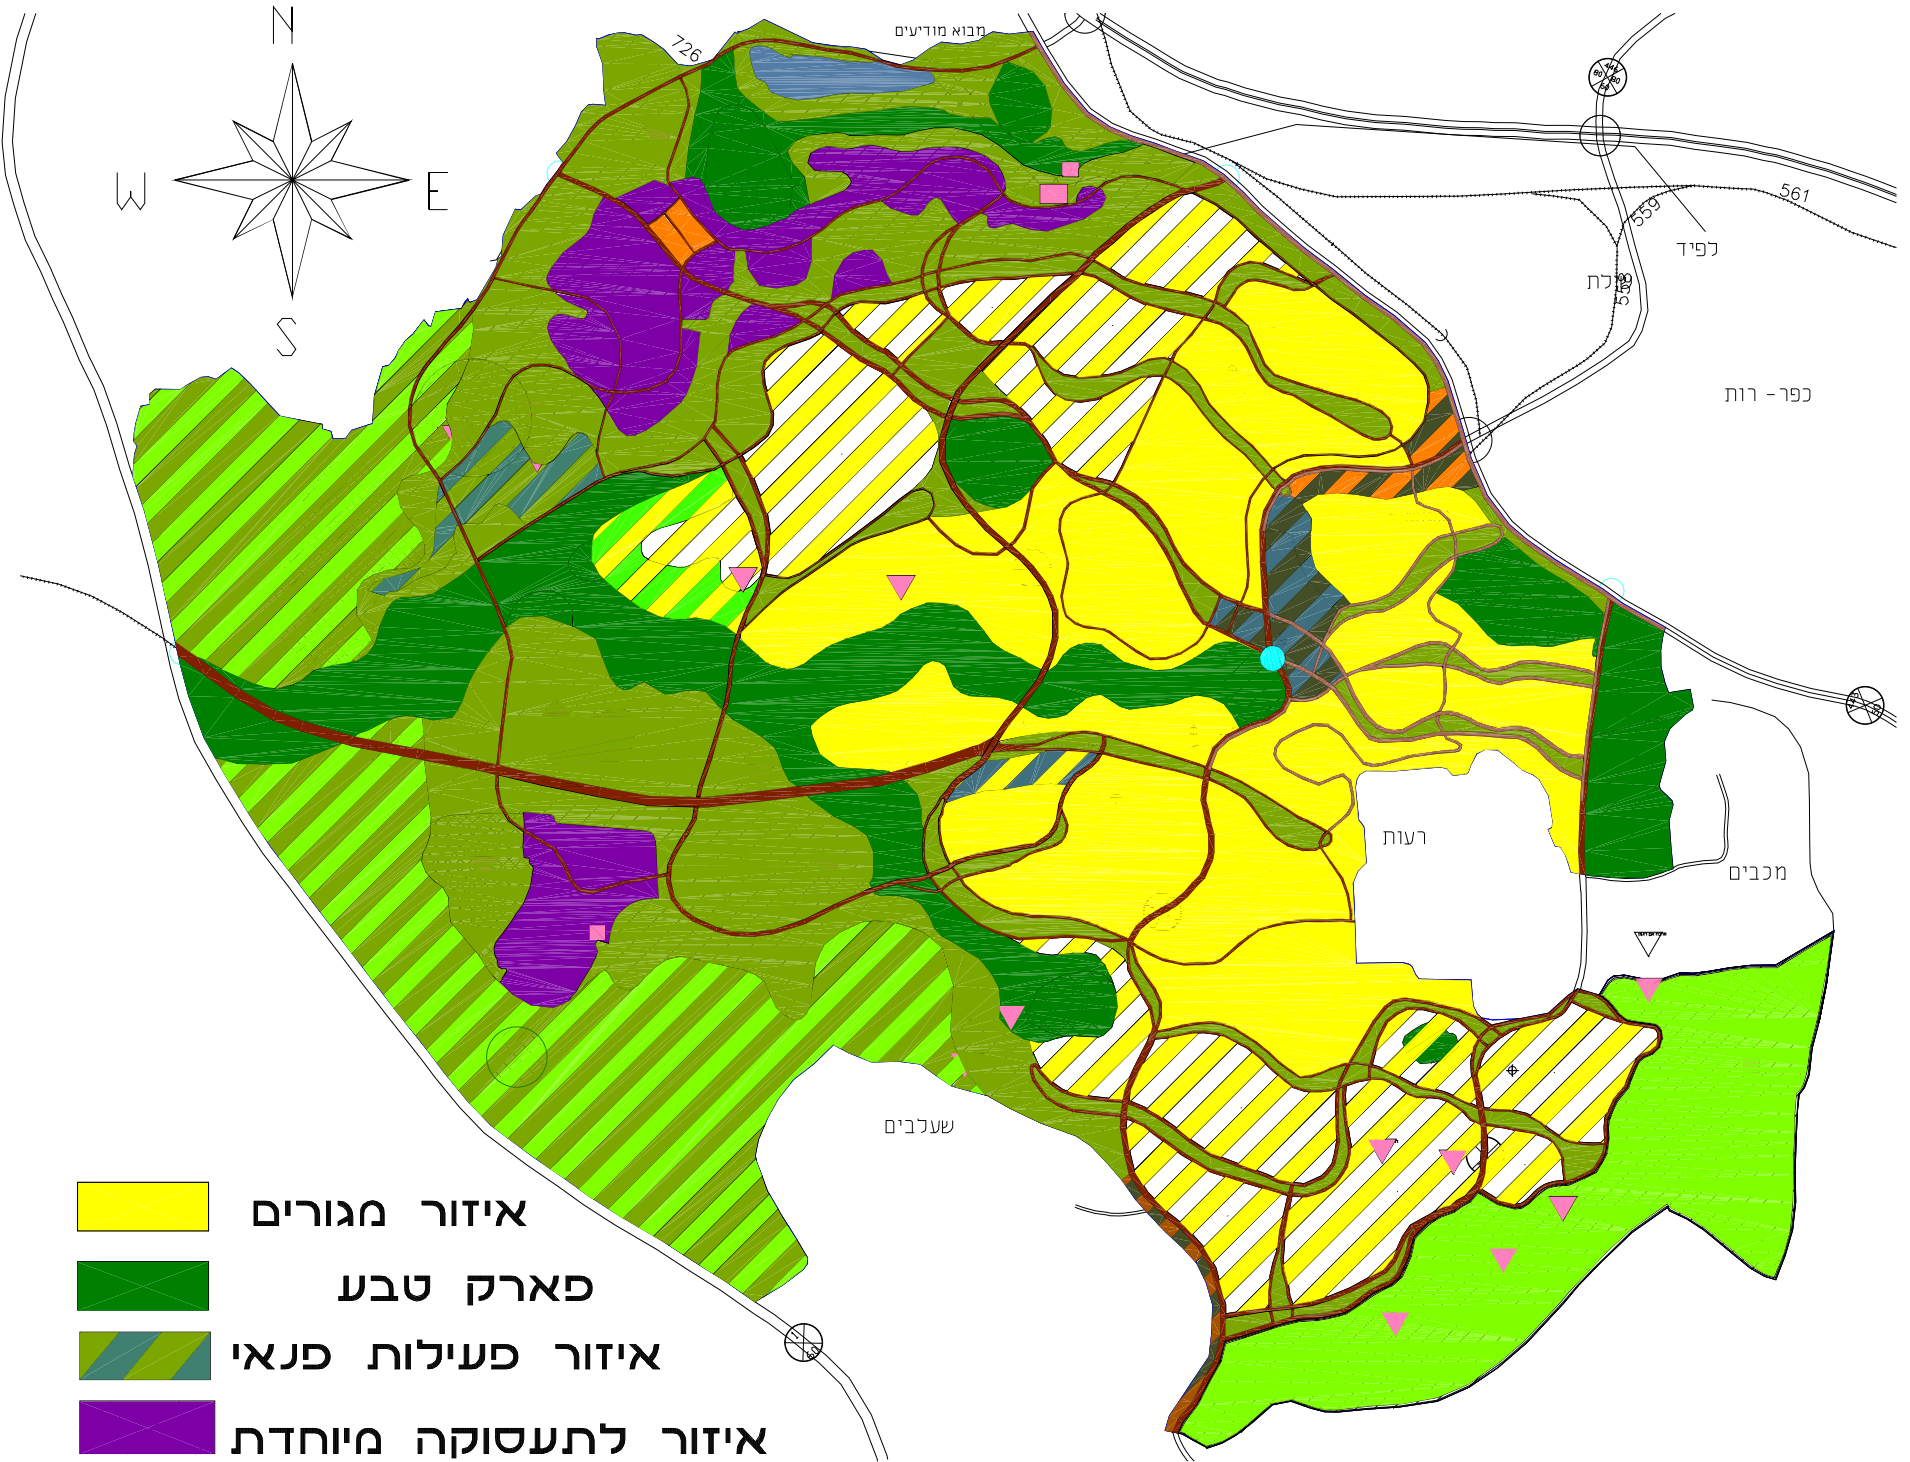 N
מבוא מודיעים
726
W
E
S
561
559
לפיד
558
כפר - רות
רעות
מכבים
שעלבים
איזור מגורים
פארק טבע
איזור פעילות פנאי
איזור לתעסוקה מיוחדת